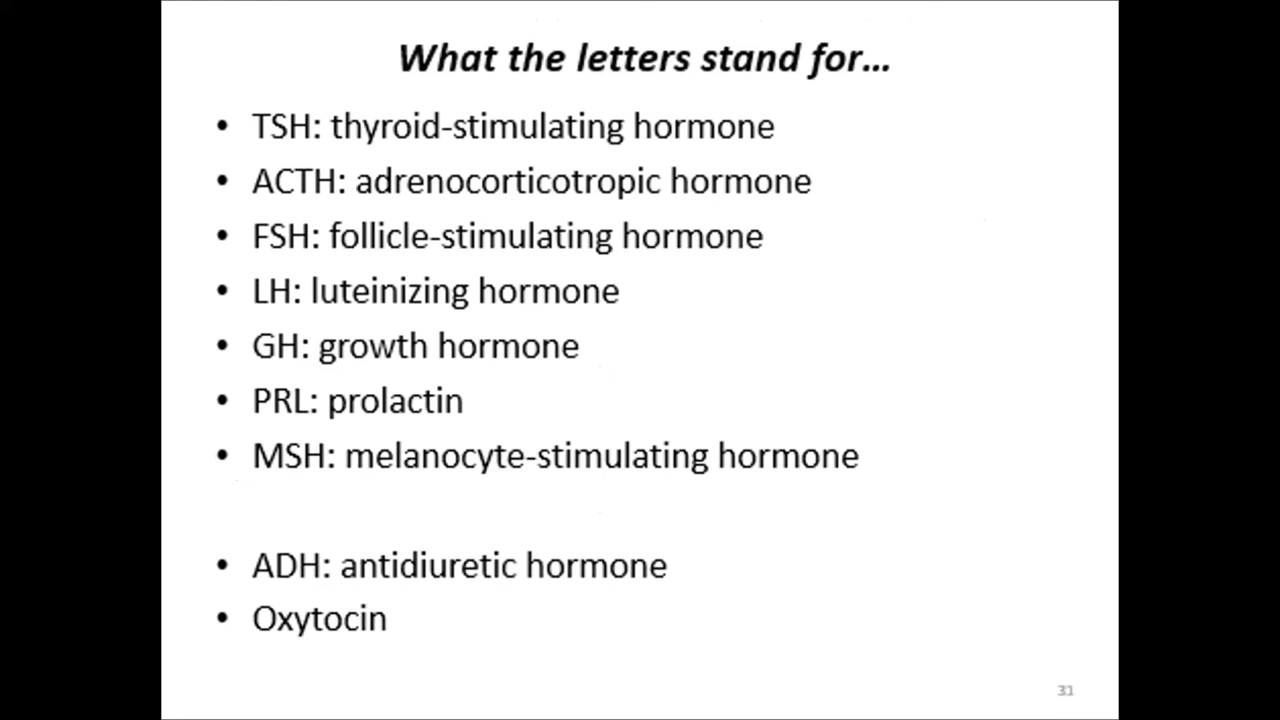 What the letters stand for…
• TSH: thyroid-stimulating hormone
• ACTH: adrenocorticotropic hormone
• FSH: follicle-stimulating hormone
• LH: luteinizing hormone
• GH: growth hormone
• PRL: prolactin
• MSH: melanocyte-stimulating hormone
• ADH: antidiuretic hormone
• Oxytocin
31